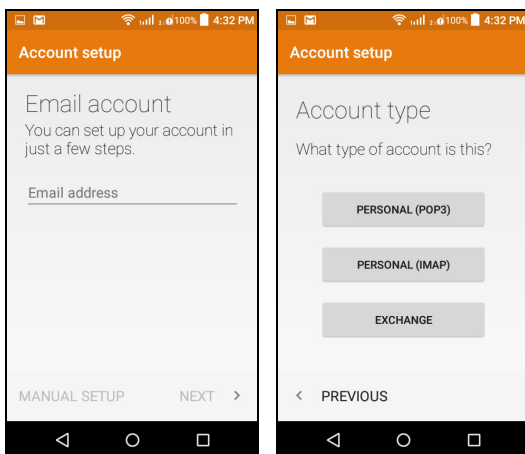 100% 4:32 PM
Account setup
Email account
You can set up your account in
just a few steps.
Email address
MANUAL SETUP NEXT >
100% 4:32 PM
Account setup
Account type
What type of account is this?
PERSONAL (POP3)
PERSONAL (IMAP)
EXCHANGE
< PREVIOUS